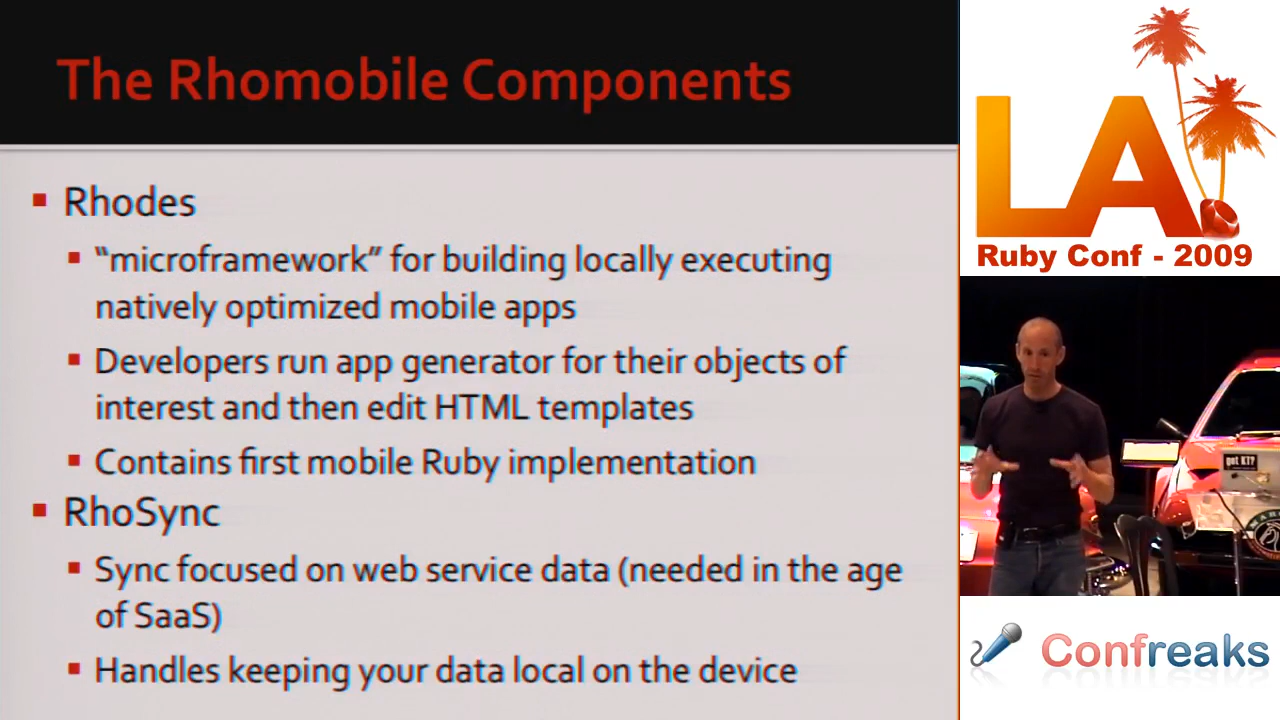 The Rhomobile Components
Rhodes
“microframework” for building locally executing
natively optimized mobile apps
Developers run app generator for their objects of
interest and then edit HTML templates
Contains first mobile Ruby implementation
RhoSync
Sync focused on web service data (needed in the age
of SaaS)
Handles keeping your data local on the device
LA
Ruby Conf - 2009
got KT?
Confreaks